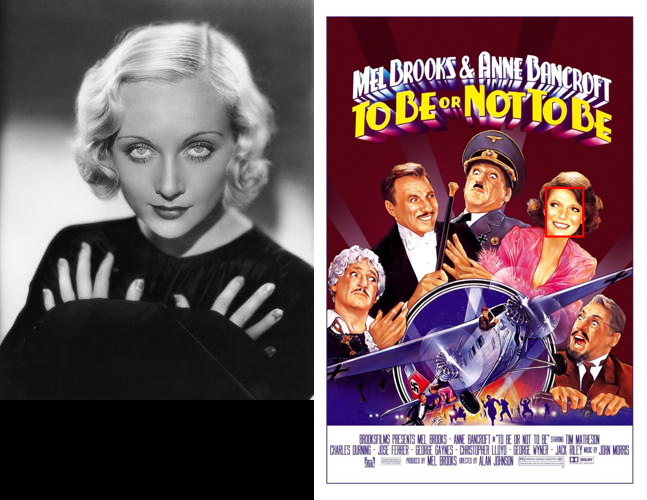 MEL BROOKS & ANNE BANCROFT
TO BE OR NOT TO BE
BROOKSFILMS PRESENTS MEL BROOKS · ANNE BANCROFT IN "TO BE OR NOT TO BE" STARRING TIM MATHESON
CHARLES DURNING · JOSE FERRER · GEORGE GAYNES · CHRISTOPHER LLOYD · GEORGE WYNER · JACK RILEY MUSIC BY JOHN MORRIS
PRODUCED BY MEL BROOKS DIRECTED BY ALAN JOHNSON
DOLBY